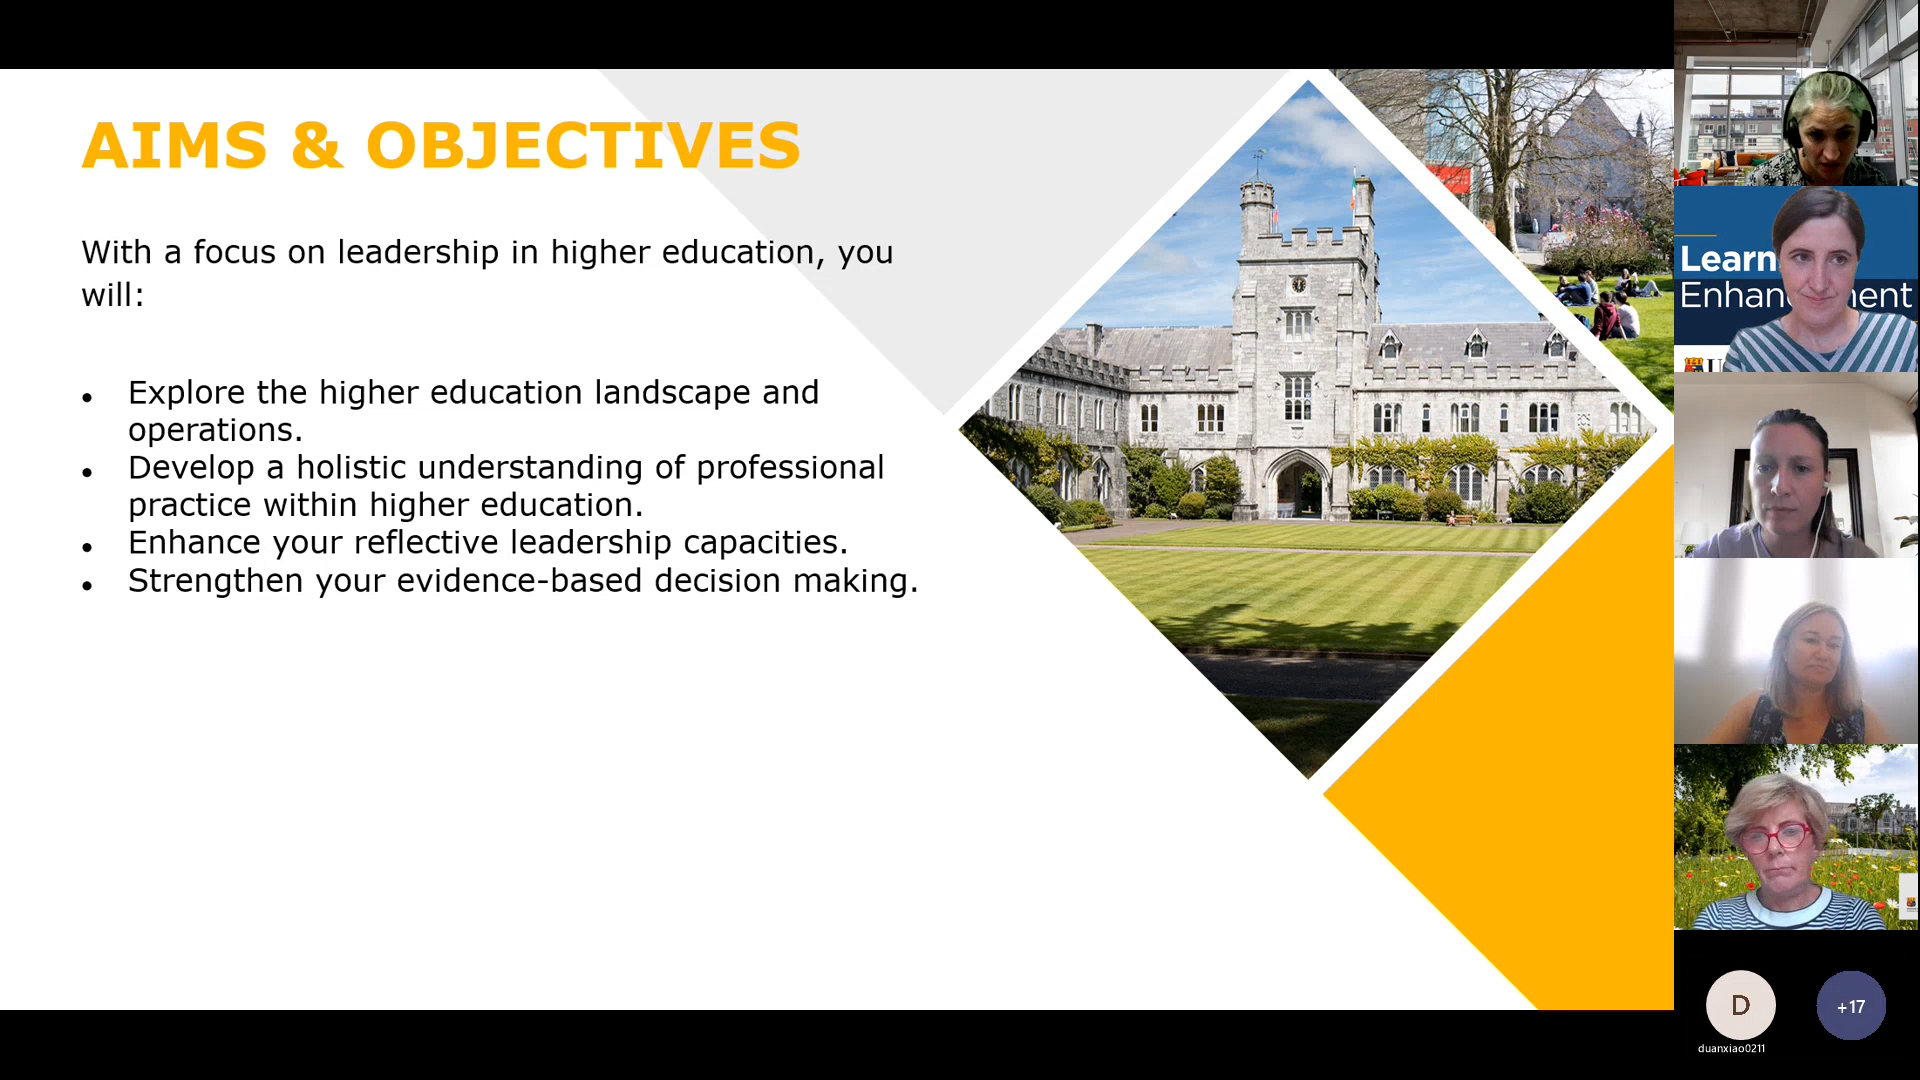 AIMS & OBJECTIVES
With a focus on leadership in higher education, you
will:
• Explore the higher education landscape and
operations.
• Develop a holistic understanding of professional
practice within higher education.
• Enhance your reflective leadership capacities.
• Strengthen your evidence-based decision making.
Learn
Enhan ent
U
D
+17
duanxiao0211